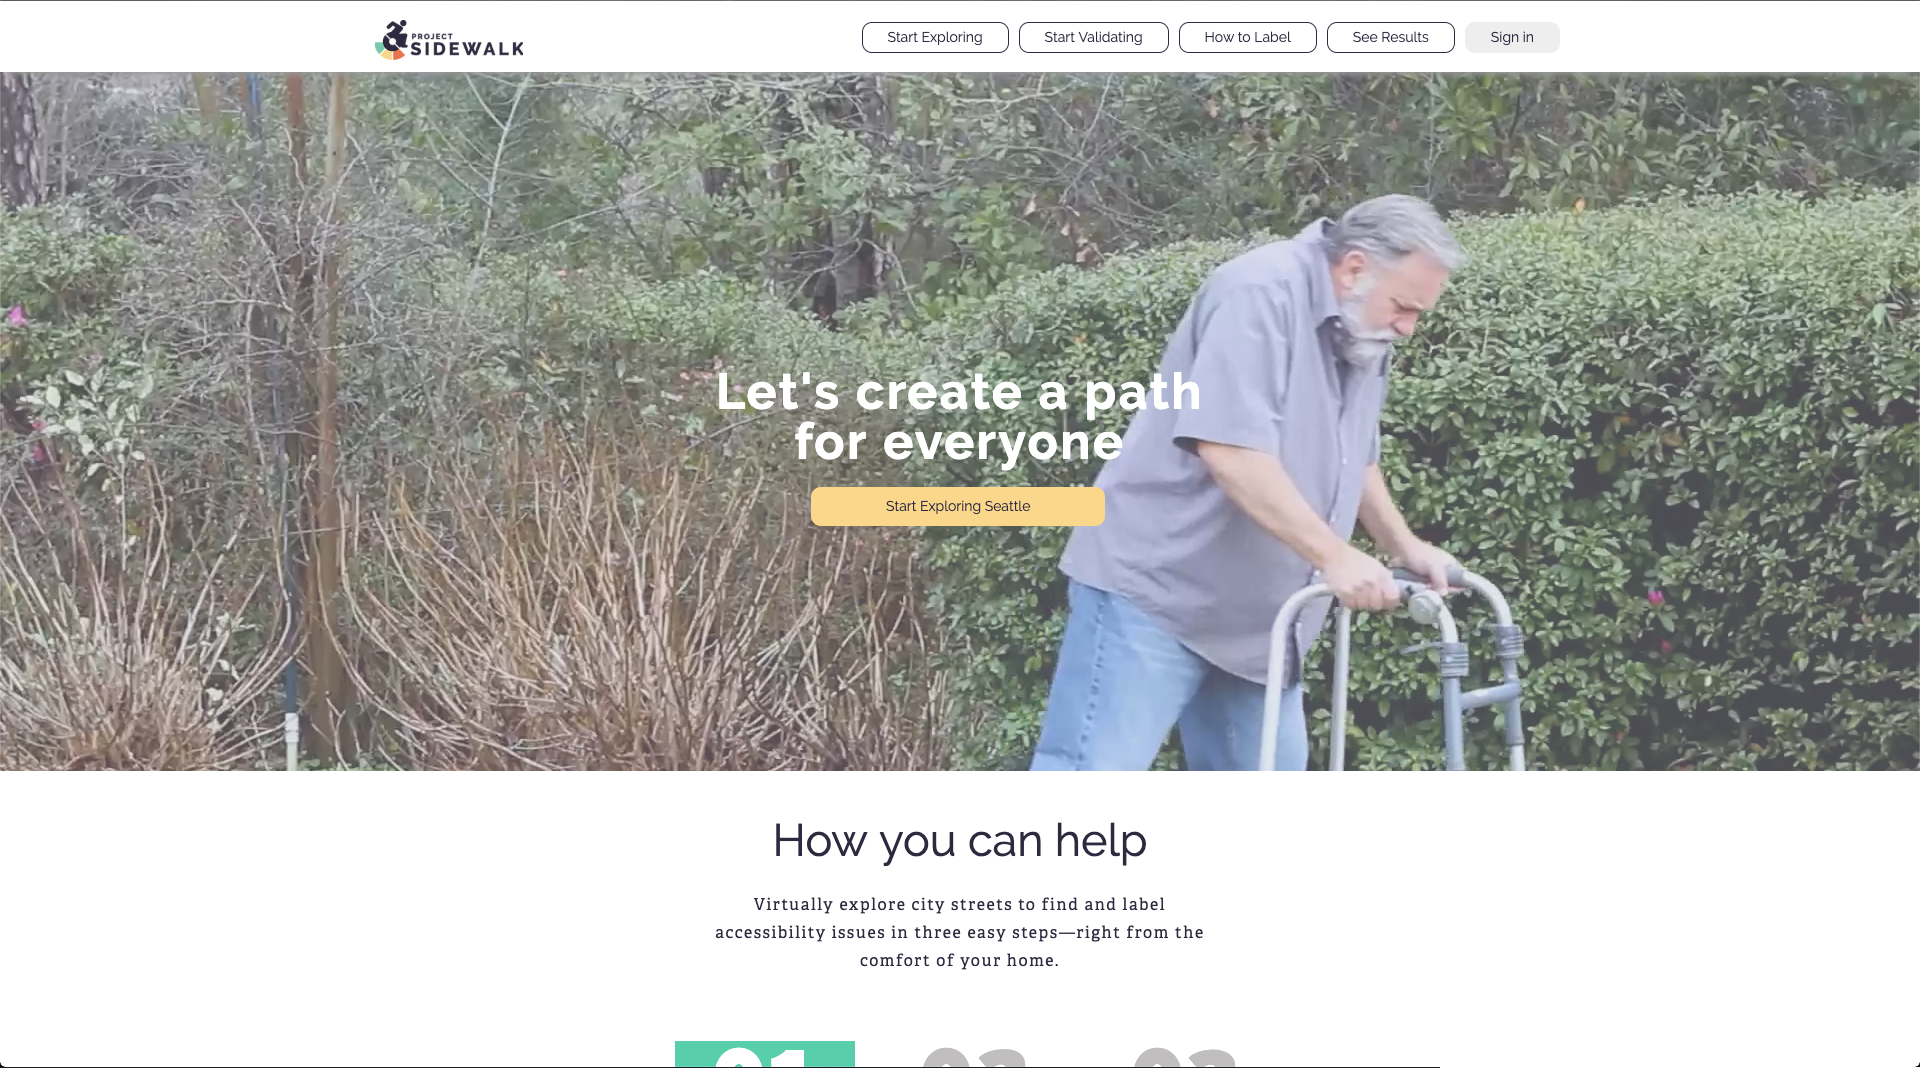 PROJECT
SIDEWALK
Start Exploring
Start Validating
How to Label
See Results
Sign in
Let's create a path
for everyone
Start Exploring Seattle
How you can help
Virtually explore city streets to find and label
accessibility issues in three easy steps—right from the
comfort of your home.
01